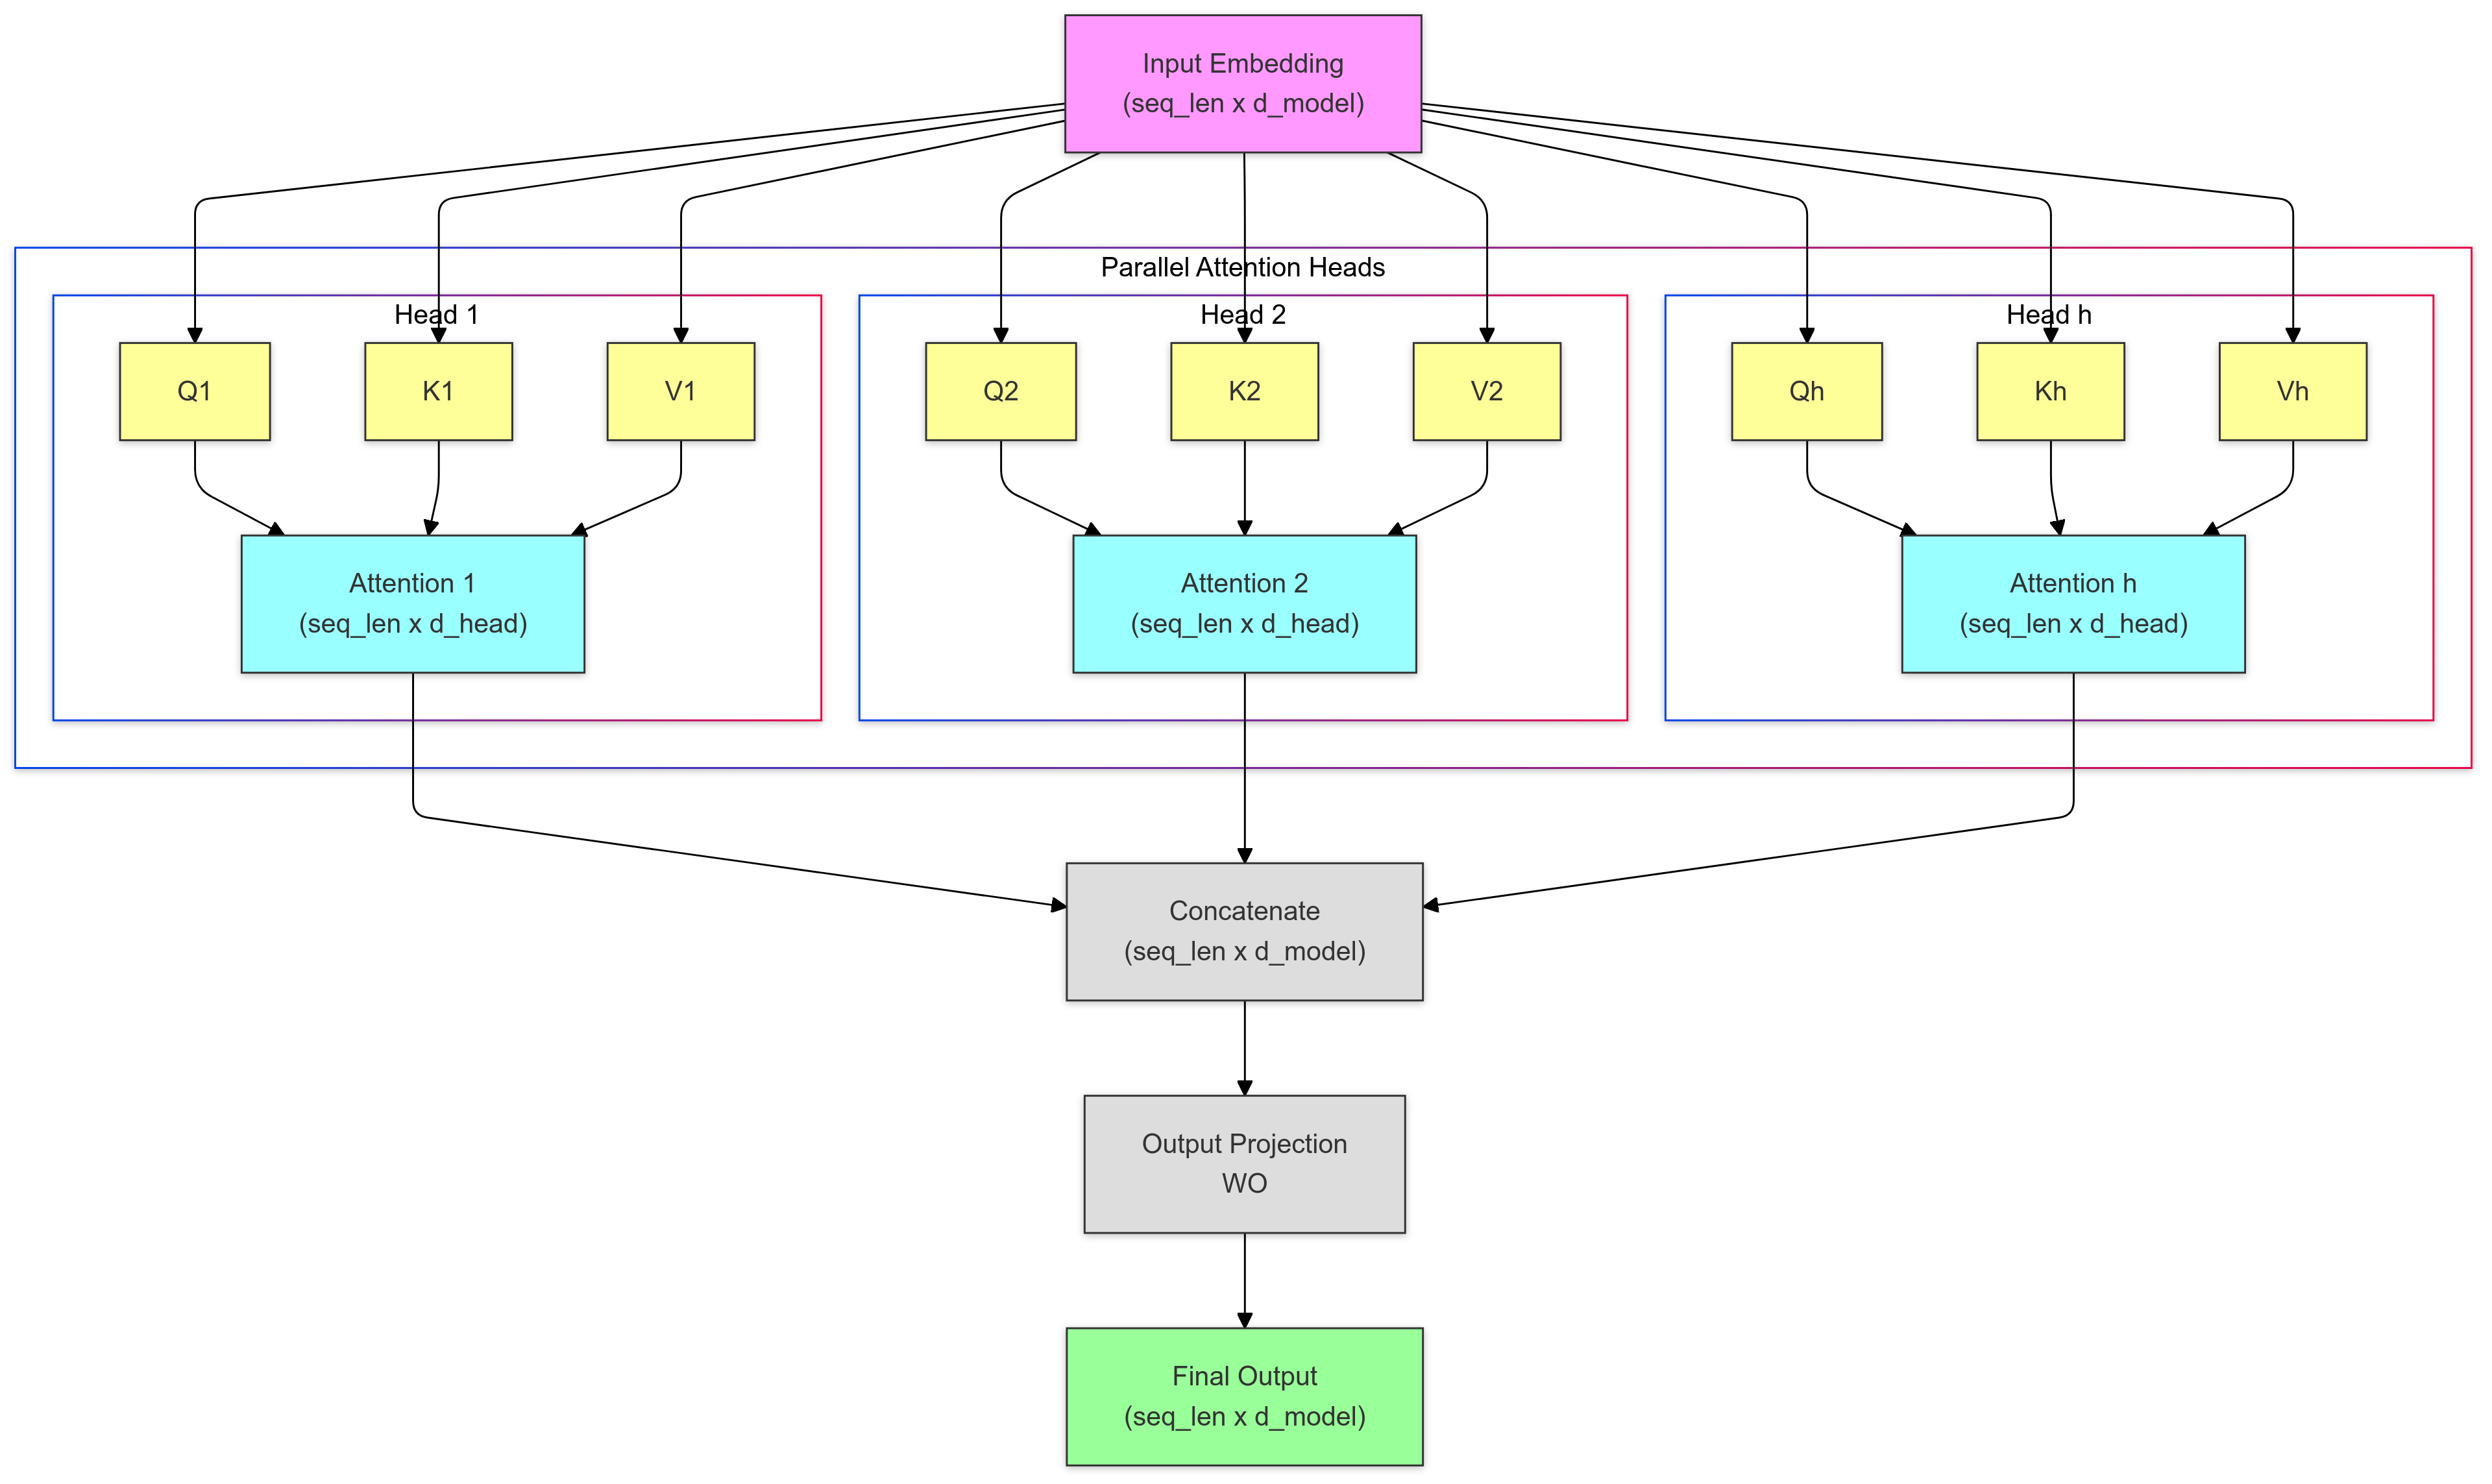 Input Embedding
(seq_len x d_model)
Parallel Attention Heads
Head 1
Head 2
Head h
Q1
K1
V1
Q2
K2
V2
Qh
Kh
Vh
Attention 1
(seq_len x d_head)
Attention 2
(seq_len x d_head)
Attention h
(seq_len x d_head)
Concatenate
(seq_len x d_model)
Output Projection
WO
Final Output
(seq_len x d_model)